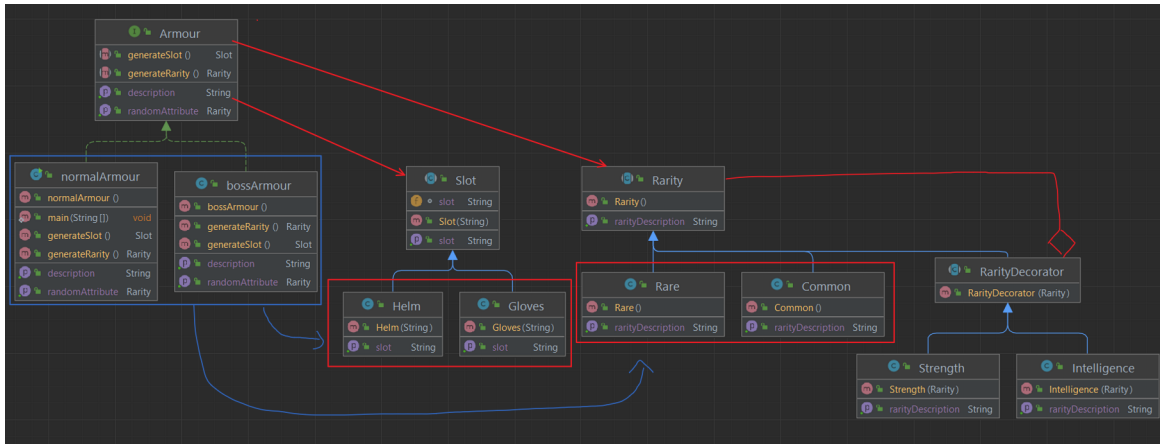 Armour
generateSlot () Slot
generateRarity () Rarity
description String
randomAttribute Rarity
normalArmour
normalArmour ()
main (String []) void
generateSlot () Slot
generateRarity () Rarity
description String
randomAttribute Rarity
bossArmour
bossArmour ()
generateRarity () Rarity
generateSlot () Slot
description String
randomAttribute Rarity
Slot
slot String
Slot (String)
slot String
Rarity
Rarity ()
rarityDescription String
Helm
Helm (String)
slot String
Gloves
Gloves (String)
slot String
Rare
Rare ()
rarityDescription String
Common
Common ()
rarityDescription String
RarityDecorator
RarityDecorator (Rarity)
Strength
Strength (Rarity)
rarityDescription String
Intelligence
Intelligence (Rarity)
rarityDescription String